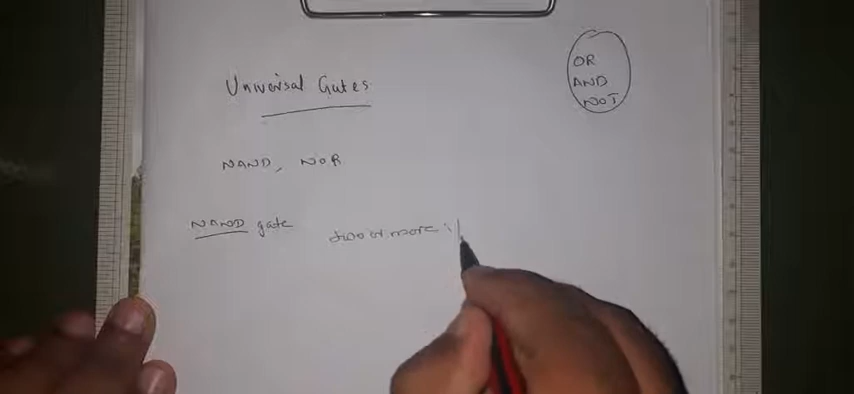 Universal Gates
OR
AND
NOT
NAND, NOR
NAND gate two or more